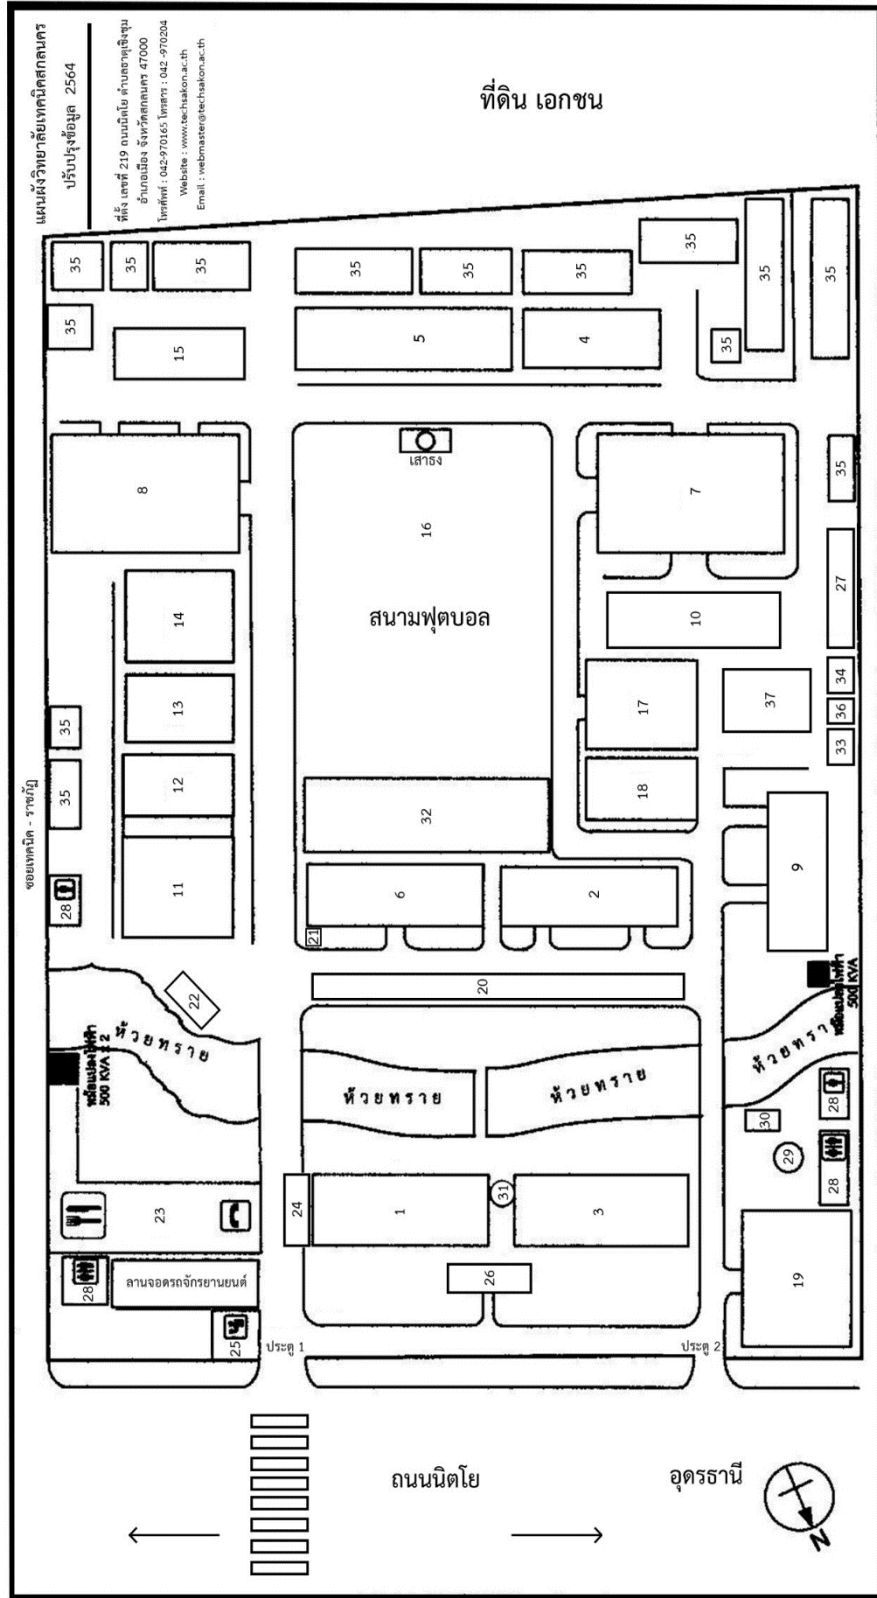 แผนผังวิทยาลัยเทคนิคสกลนคร
ปรับปรุงข้อมูล 2564
ที่ตั้ง เลขที่ 219 ถนนนิตโย ตำบลธาตุเชิงชุม
อำเภอเมือง จังหวัดสกลนคร 47000
โทรศัพท์ : 042-970165 โทรสาร : 042 -970204
Website : www.techsakon.ac.th
Email : webmaster@techsakon.ac.th
ที่ดิน เอกชน
35
35
35
35
35
35
35
35
35
35
15
5
4
35
เสาธง
8
16
7
35
สนามฟุตบอล
14
10
27
13
17
37
34
36
33
35
35
ซอยเทคนิค - ราชภัฏ
12
32
18
11
28
6
2
9
21
22
20
หม้อแปลงไฟฟ้า
500 KVA
หม้อแปลงไฟฟ้า
500 KVA x 2
ห้วยทราย
ห้วยทราย
ห้วยทราย
ห้วยทราย
28
30
29
28
23
24
1
31
3
19
26
28
ลานจอดรถจักรยานยนต์
25
ประตู 1
ประตู 2
ถนนนิตโย
อุดรธานี
N